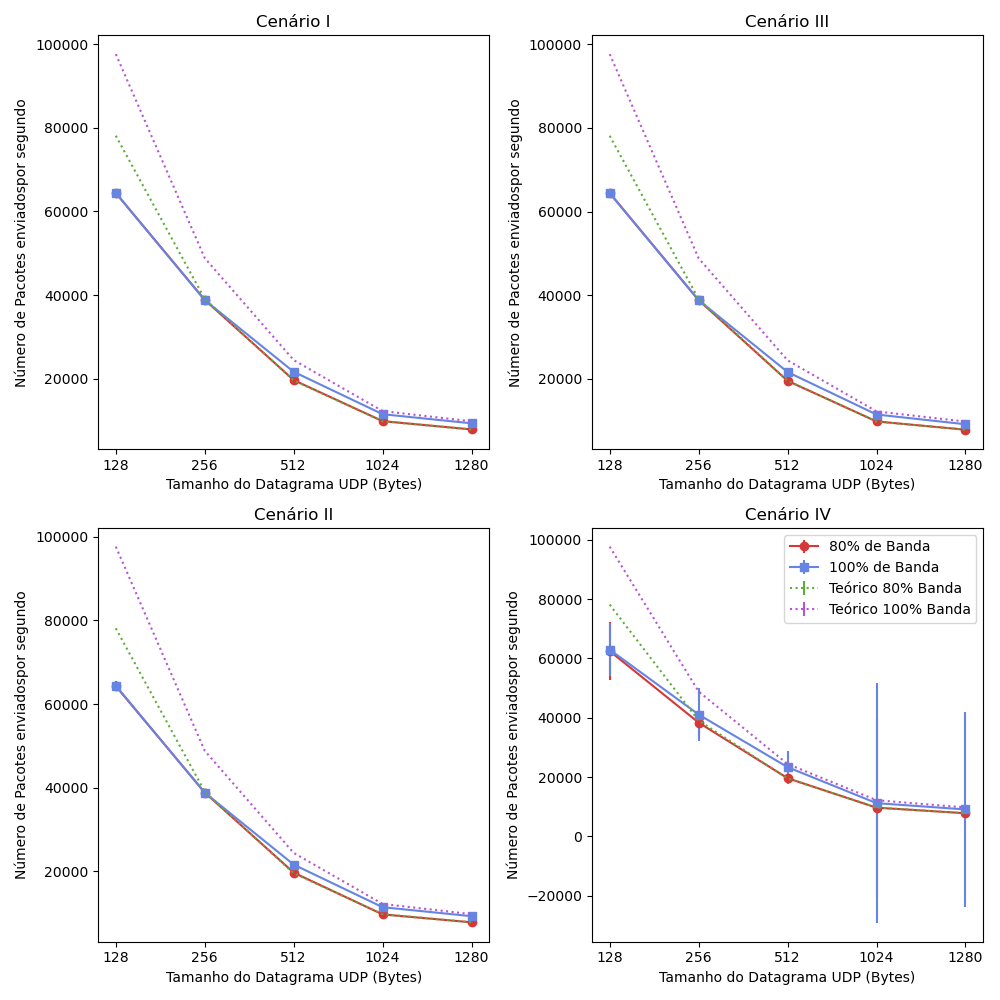 Cenário I
Número de Pacotes enviadospor segundo
100000
80000
60000
40000
20000
128 256 512 1024 1280
Tamanho do Datagrama UDP (Bytes)
Cenário III
Número de Pacotes enviadospor segundo
100000
80000
60000
40000
20000
128 256 512 1024 1280
Tamanho do Datagrama UDP (Bytes)
Cenário II
Número de Pacotes enviadospor segundo
100000
80000
60000
40000
20000
128 256 512 1024 1280
Tamanho do Datagrama UDP (Bytes)
Cenário IV
Número de Pacotes enviadospor segundo
100000
80000
60000
40000
20000
0
−20000
80% de Banda
100% de Banda
Teórico 80% Banda
Teórico 100% Banda
128 256 512 1024 1280
Tamanho do Datagrama UDP (Bytes)